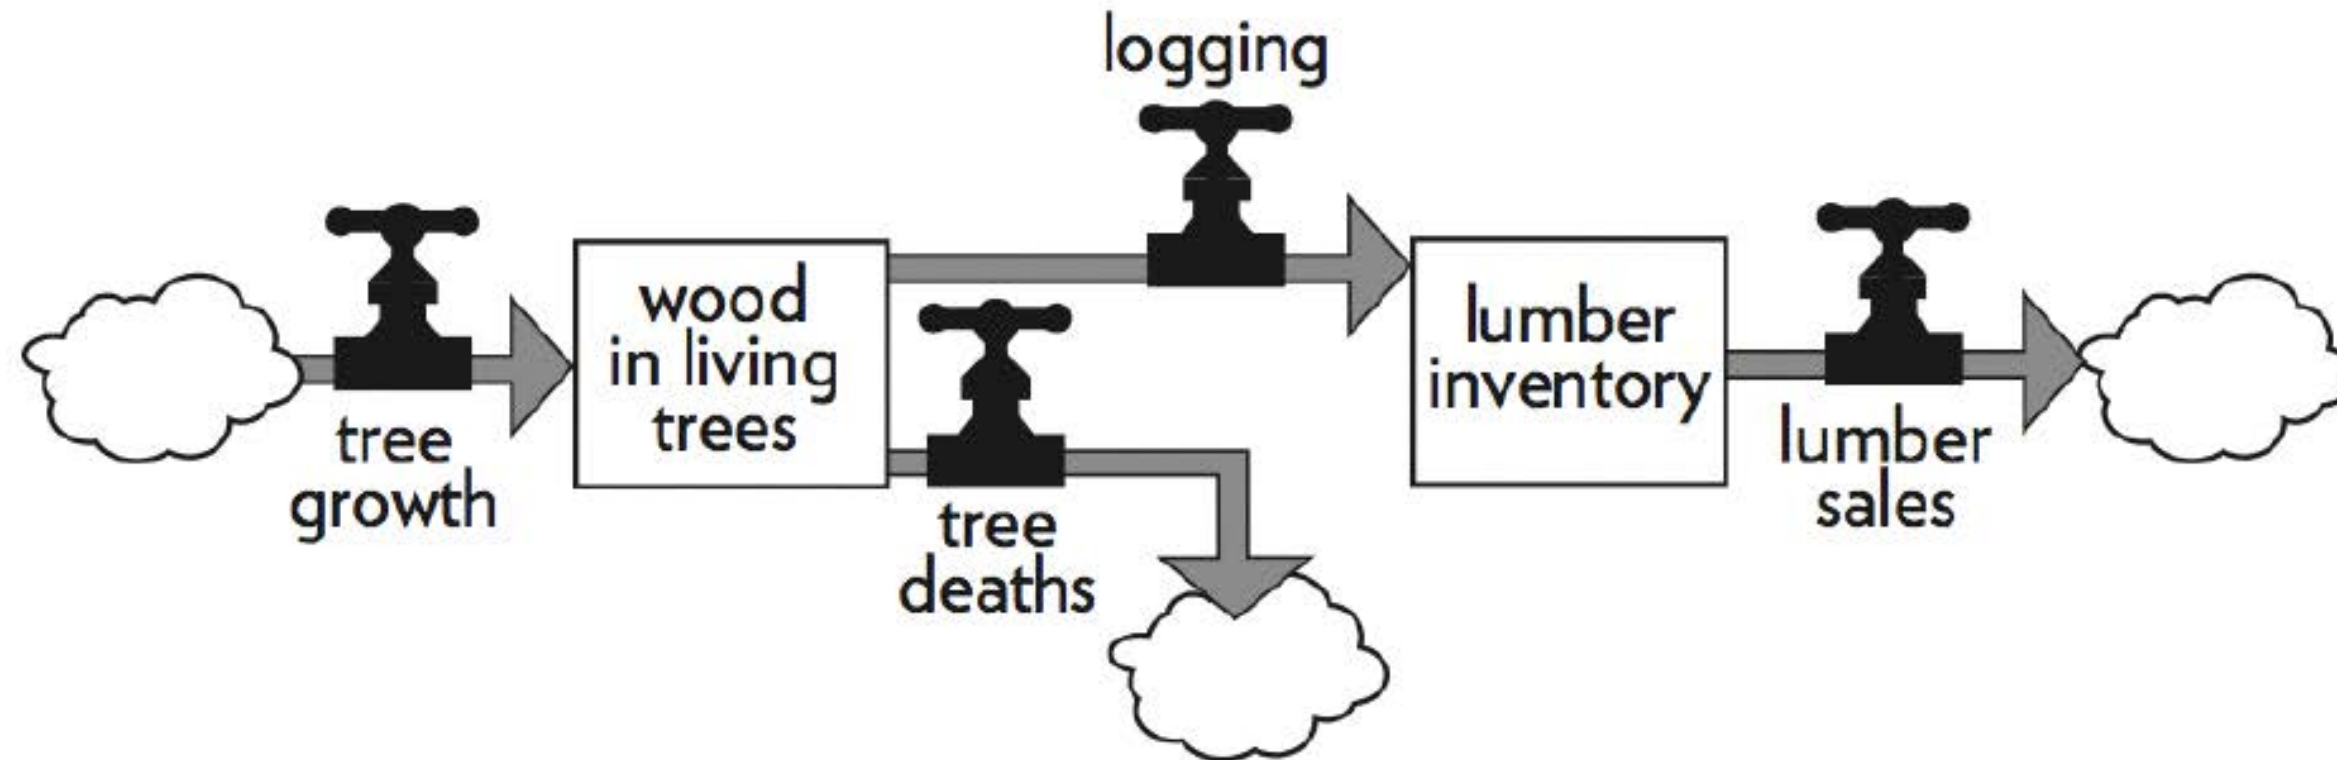 logging
tree
growth
wood
in living
trees
tree
deaths
lumber
inventory
lumber
sales